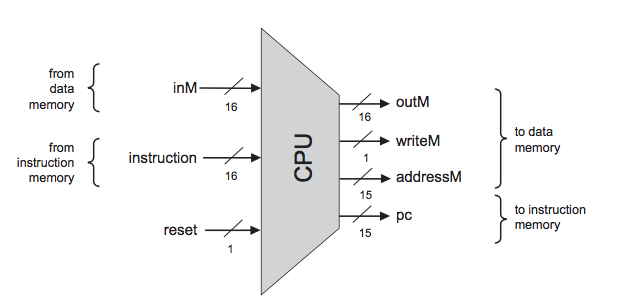 from
data
memory
inM
16
from
instruction
memory
instruction
16
reset
1
CPU
outM
16
writeM
1
addressM
15
pc
15
to data
memory
to instruction
memory